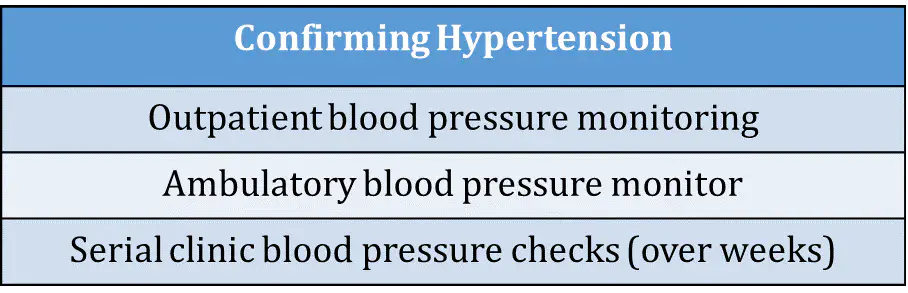 Confirming Hypertension
Outpatient blood pressure monitoring
Ambulatory blood pressure monitor
Serial clinic blood pressure checks (over weeks)